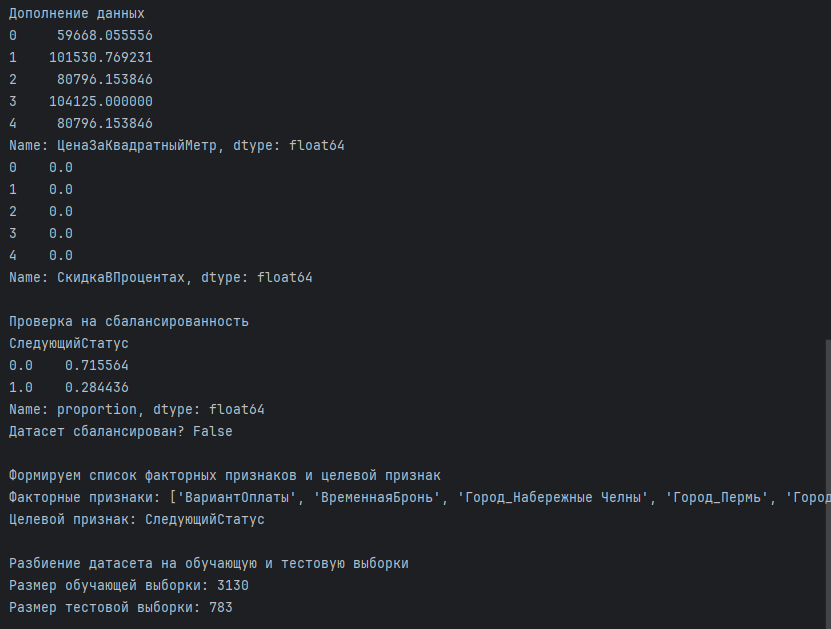 Дополнение данных
0     59668.055556
1    101530.769231
2     80796.153846
3    104125.000000
4     80796.153846
Name: ЦенаЗаКвадратныйМетр, dtype: float64
0    0.0
1    0.0
2    0.0
3    0.0
4    0.0
Name: СкидкаВПроцентах, dtype: float64
Проверка на сбалансированность
СледующийСтатус
0.0    0.715564
1.0    0.284436
Name: proportion, dtype: float64
Датасет сбалансирован? False
Формируем список факторных признаков и целевой признак
Факторные признаки: ['ВариантОплаты', 'ВременнаяБронь', 'Город_Набережные Челны', 'Город_Пермь', 'Город
Целевой признак: СледующийСтатус
Разбиение датасета на обучающую и тестовую выборки
Размер обучающей выборки: 3130
Размер тестовой выборки: 783